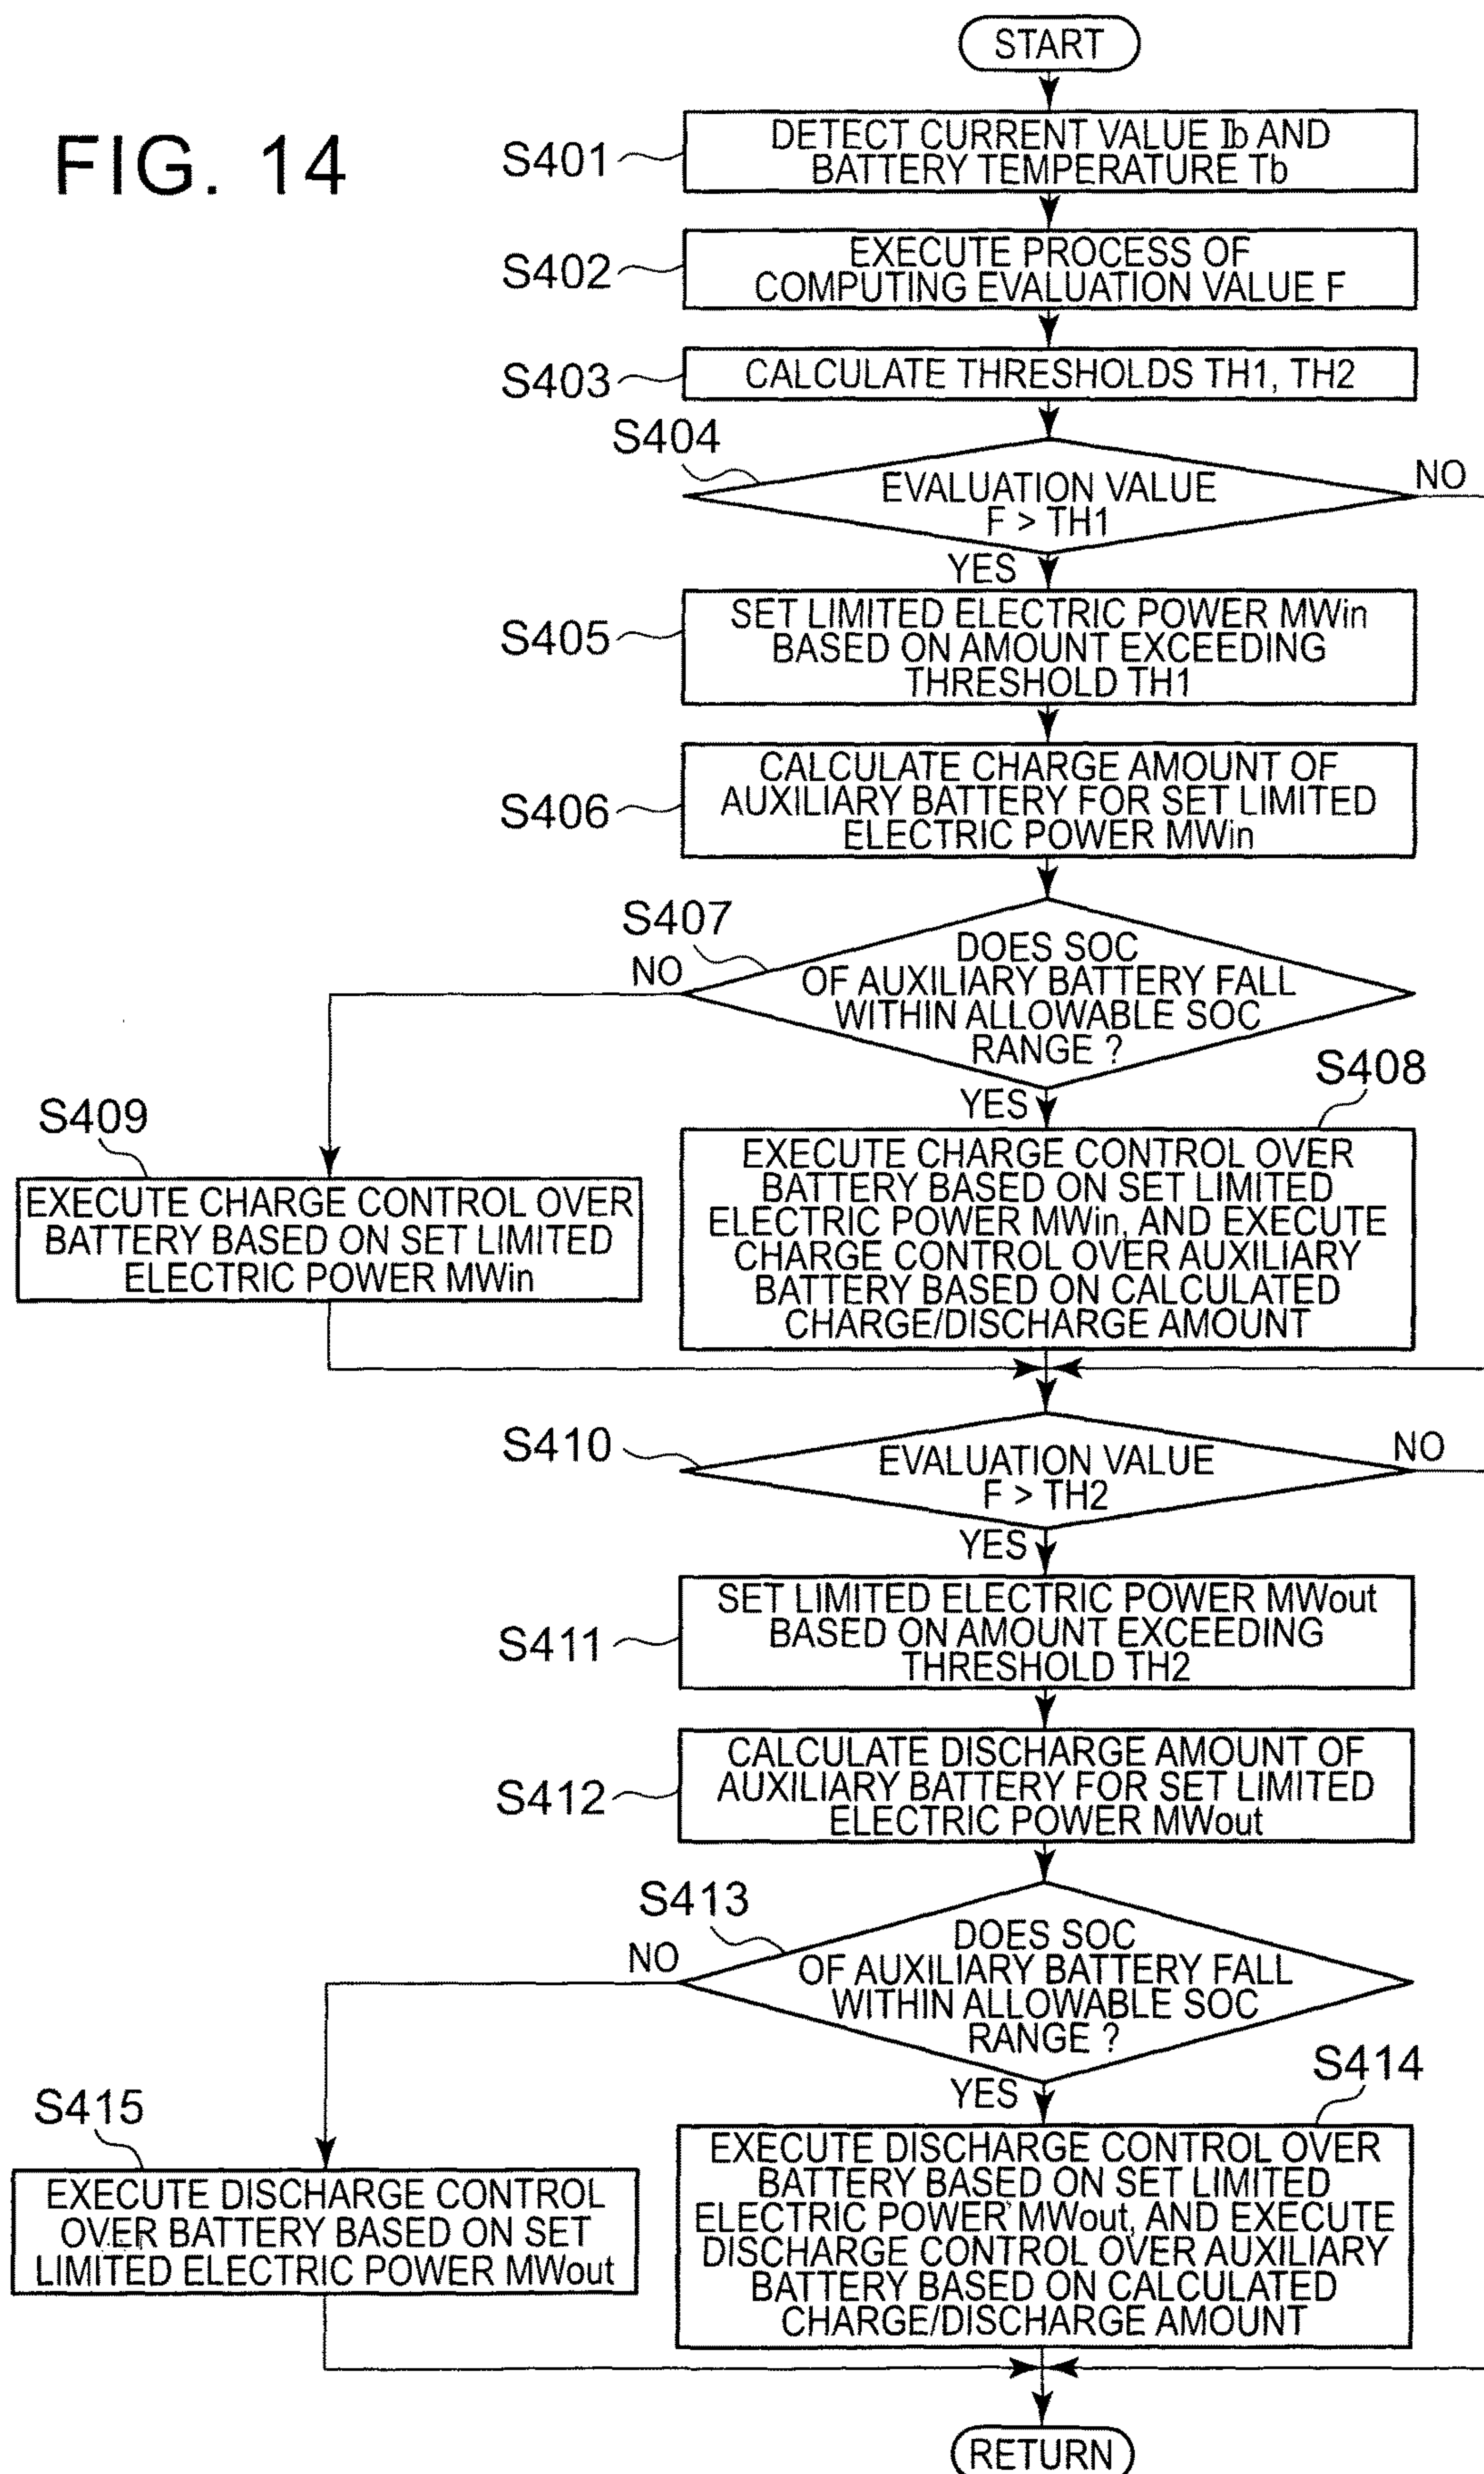 START
FIG. 14
S401
DETECT CURRENT VALUE Ib AND
BATTERY TEMPERATURE Tb
S402
EXECUTE PROCESS OF
COMPUTING EVALUATION VALUE F
S403
CALCULATE THRESHOLDS TH1, TH2
S404
EVALUATION VALUE
F > TH1
NO
YES
S405
SET LIMITED ELECTRIC POWER MWin
BASED ON AMOUNT EXCEEDING
THRESHOLD TH1
S406
CALCULATE CHARGE AMOUNT OF
AUXILIARY BATTERY FOR SET LIMITED
ELECTRIC POWER MWin
S407
DOES SOC
OF AUXILIARY BATTERY FALL
WITHIN ALLOWABLE SOC
RANGE ?
NO
YES
S408
EXECUTE CHARGE CONTROL OVER
BATTERY BASED ON SET LIMITED
ELECTRIC POWER MWin, AND EXECUTE
CHARGE CONTROL OVER AUXILIARY
BATTERY BASED ON CALCULATED
CHARGE/DISCHARGE AMOUNT
S409
EXECUTE CHARGE CONTROL OVER
BATTERY BASED ON SET LIMITED
ELECTRIC POWER MWin
S410
EVALUATION VALUE
F > TH2
NO
YES
S411
SET LIMITED ELECTRIC POWER MWout
BASED ON AMOUNT EXCEEDING
THRESHOLD TH2
S412
CALCULATE DISCHARGE AMOUNT OF
AUXILIARY BATTERY FOR SET LIMITED
ELECTRIC POWER MWout
S413
DOES SOC
OF AUXILIARY BATTERY FALL
WITHIN ALLOWABLE SOC
RANGE ?
NO
YES
S414
EXECUTE DISCHARGE CONTROL OVER
BATTERY BASED ON SET LIMITED
ELECTRIC POWER MWout, AND EXECUTE
DISCHARGE CONTROL OVER AUXILIARY
BATTERY BASED ON CALCULATED
CHARGE/DISCHARGE AMOUNT
S415
EXECUTE DISCHARGE CONTROL
OVER BATTERY BASED ON SET
LIMITED ELECTRIC POWER MWout
RETURN